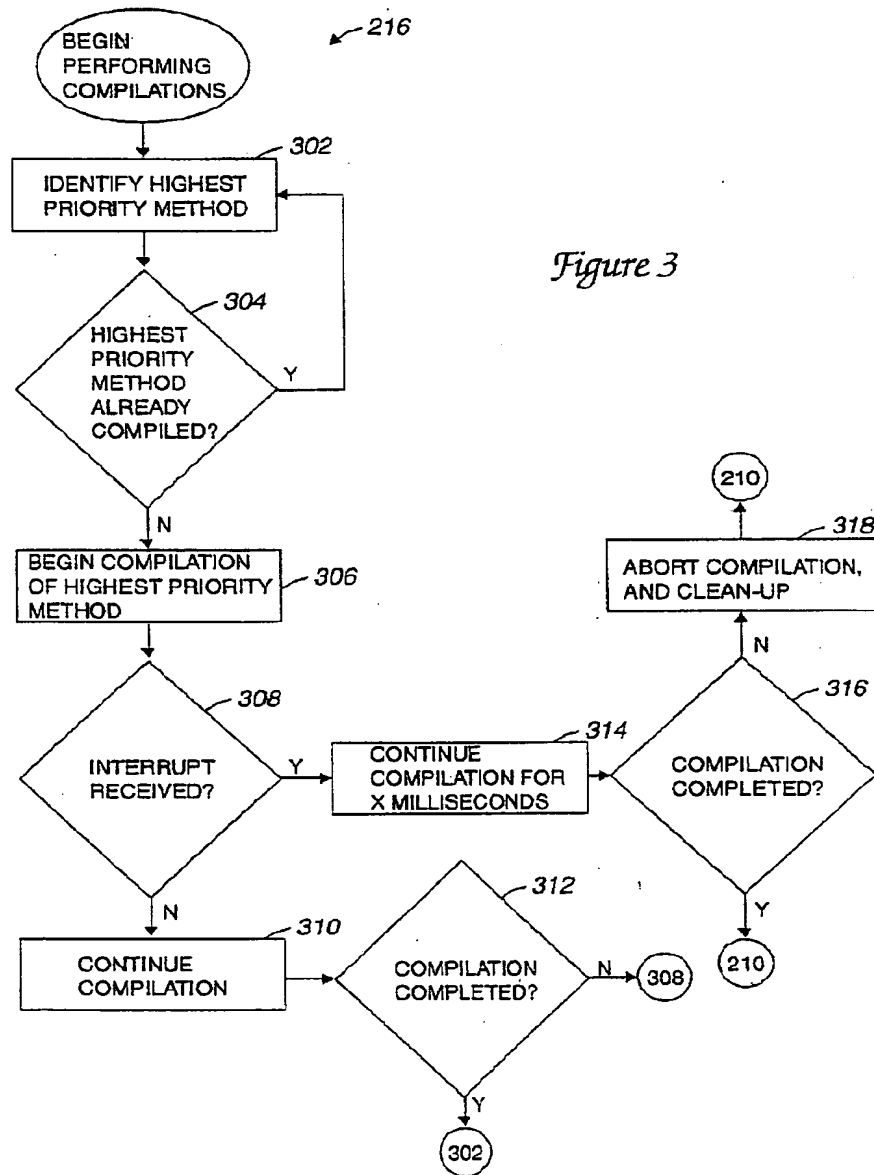 BEGIN
PERFORMING
COMPILATIONS
216
302
IDENTIFY HIGHEST
PRIORITY METHOD
Figure 3
304
HIGHEST
PRIORITY
METHOD
ALREADY
COMPILED?
Y
N
BEGIN COMPILATION
OF HIGHEST PRIORITY
METHOD
306
210
318
ABORT COMPILATION,
AND CLEAN-UP
N
308
INTERRUPT
RECEIVED?
Y
314
CONTINUE
COMPILATION FOR
X MILLISECONDS
316
COMPILATION
COMPLETED?
Y
210
N
310
CONTINUE
COMPILATION
312
COMPILATION
COMPLETED?
N
308
Y
302